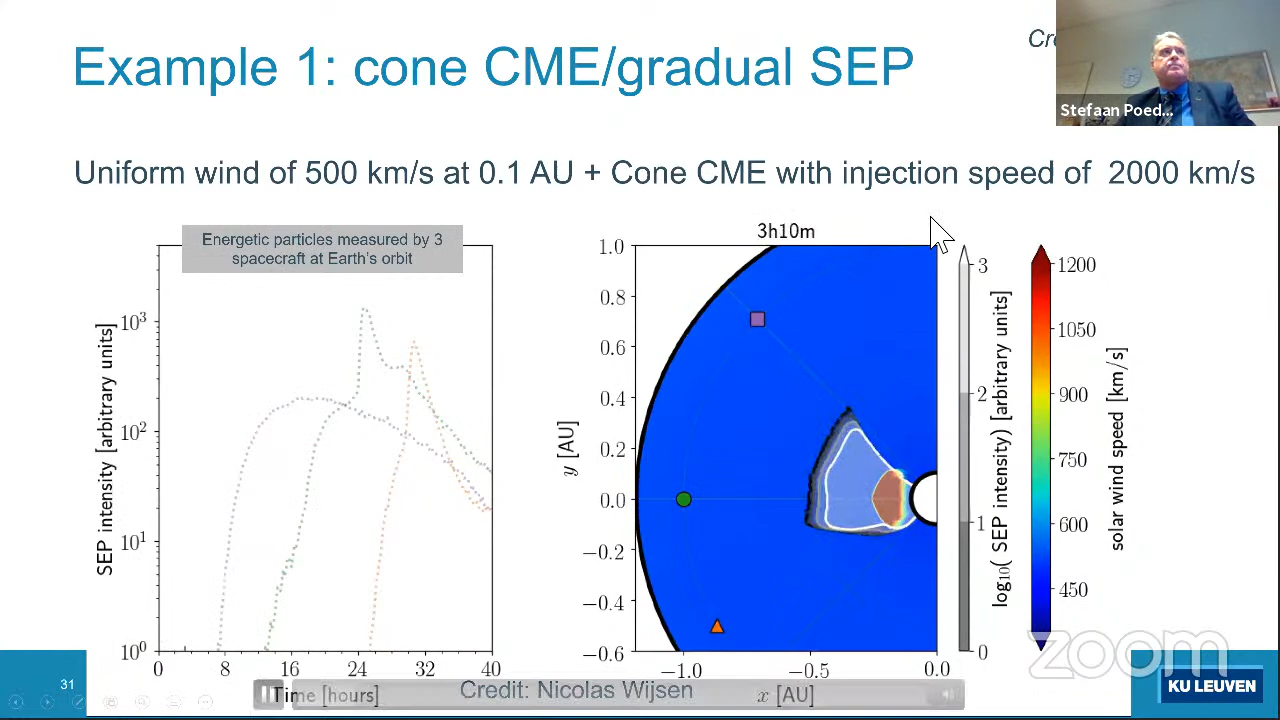 Example 1: cone CME/gradual SEP
Stefaan Poed...
Uniform wind of 500 km/s at 0.1 AU + Cone CME with injection speed of 2000 km/s
Energetic particles measured by 3
spacecraft at Earth's orbit
SEP intensity [arbitrary units]
10³
10²
10¹
10⁰
0 8 16 24 32 40
Time [hours]
3h10m
y [AU]
1.0
0.8
0.6
0.4
0.2
0.0
−0.2
−0.4
−0.6
−1.0 −0.5 0.0
x [AU]
3
2
1
0
log₁₀( SEP intensity) [arbitrary units]
1200
1050
900
750
600
450
solar wind speed [km/s]
Credit: Nicolas Wijsen
31
zoom
KU LEUVEN